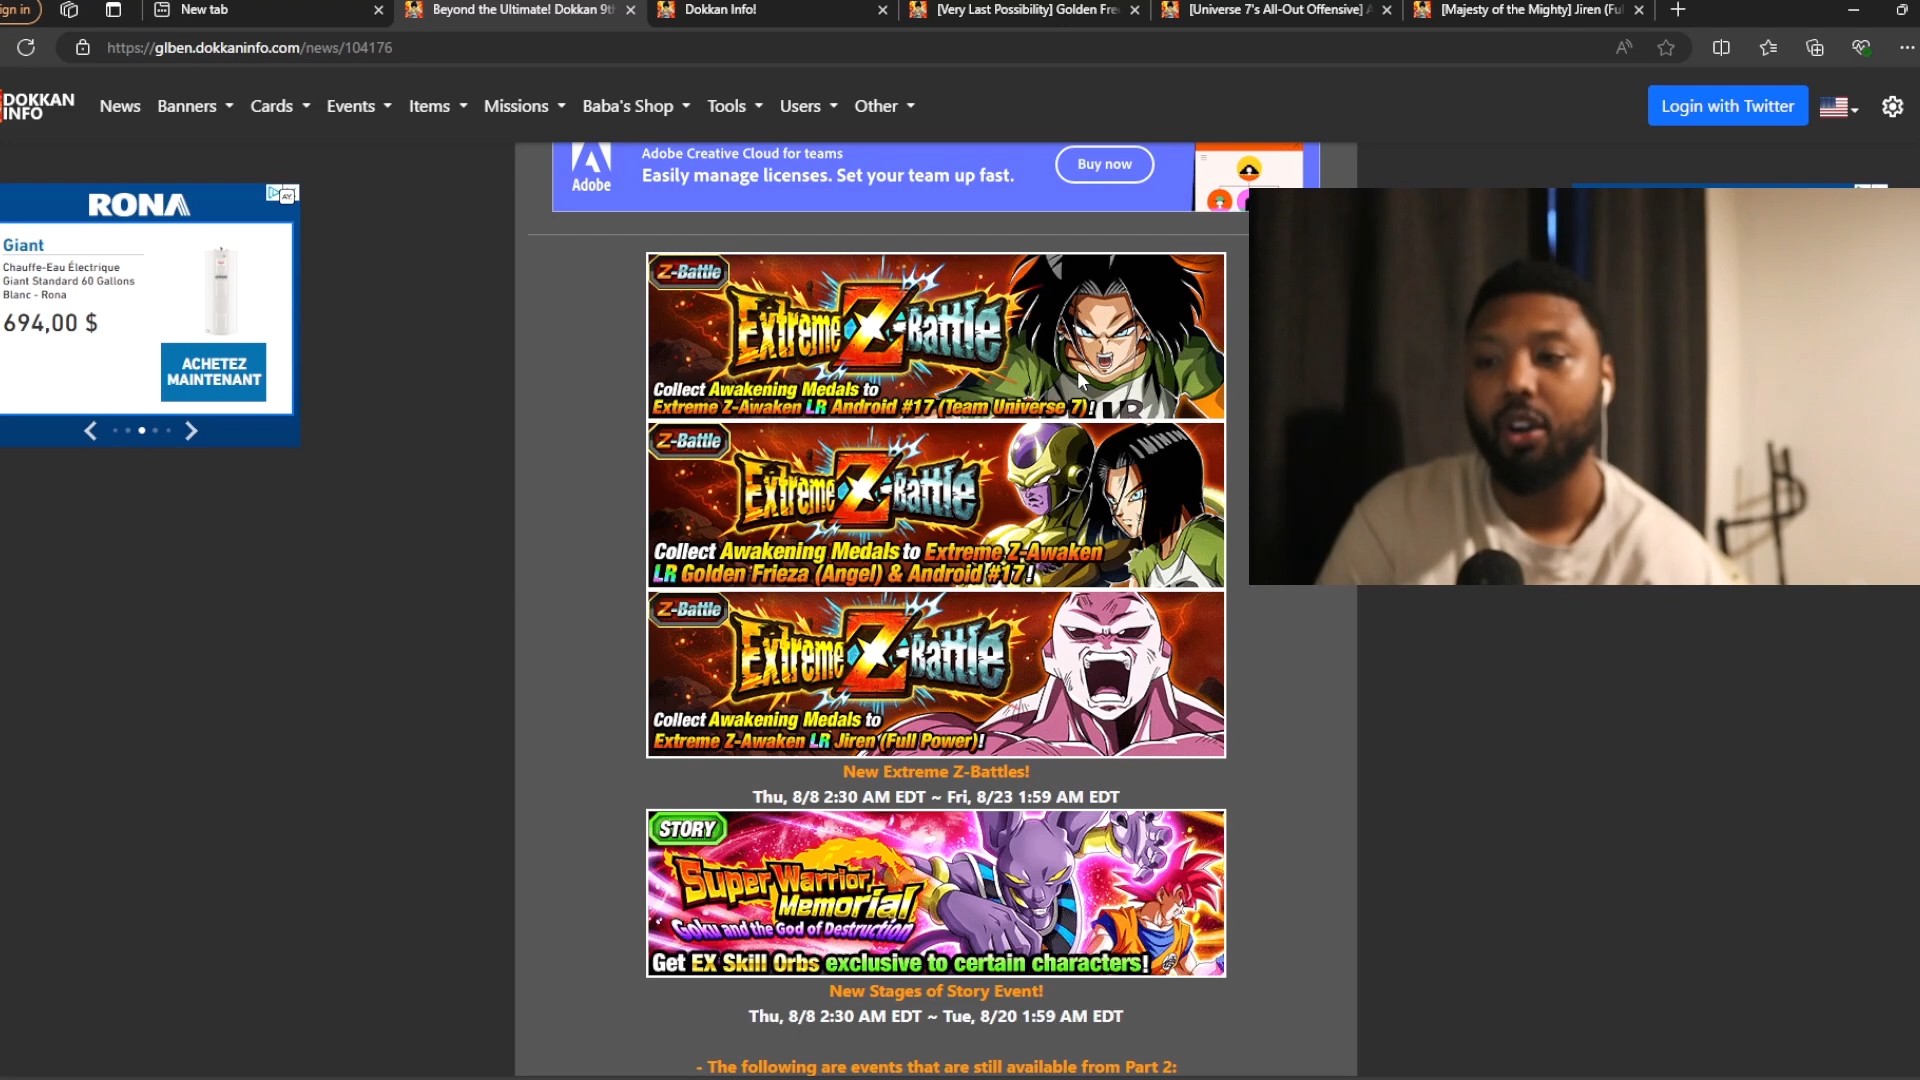 ign in
New tab
Beyond the Ultimate! Dokkan 9th
Dokkan Info!
[Very Last Possibility] Golden Fre
[Universe 7's All-Out Offensive] A
[Majesty of the Mighty] Jiren (Ful
https://glben.dokkaninfo.com/news/104176
DOKKAN
INFO
News
Banners
Cards
Events
Items
Missions
Baba's Shop
Tools
Users
Other
Login with Twitter
Adobe
Adobe Creative Cloud for teams
Easily manage licenses. Set your team up fast.
Buy now
RONA
Giant
Chauffe-Eau Électrique
Giant Standard 60 Gallons
Blanc - Rona
694,00 $
ACHETEZ
MAINTENANT
Z-Battle
Extreme Z-Battle
Collect Awakening Medals to
Extreme Z-Awaken LR Android #17 (Team Universe 7)!
Z-Battle
Extreme Z-Battle
Collect Awakening Medals to Extreme Z-Awaken
LR Golden Frieza (Angel) & Android #17!
Z-Battle
Extreme Z-Battle
Collect Awakening Medals to
Extreme Z-Awaken LR Jiren (Full Power)!
New Extreme Z-Battles!
Thu, 8/8 2:30 AM EDT ~ Fri, 8/23 1:59 AM EDT
STORY
Super Warrior
Memorial
Goku and the God of Destruction
Get EX Skill Orbs exclusive to certain characters!
New Stages of Story Event!
Thu, 8/8 2:30 AM EDT ~ Tue, 8/20 1:59 AM EDT
- The following are events that are still available from Part 2: